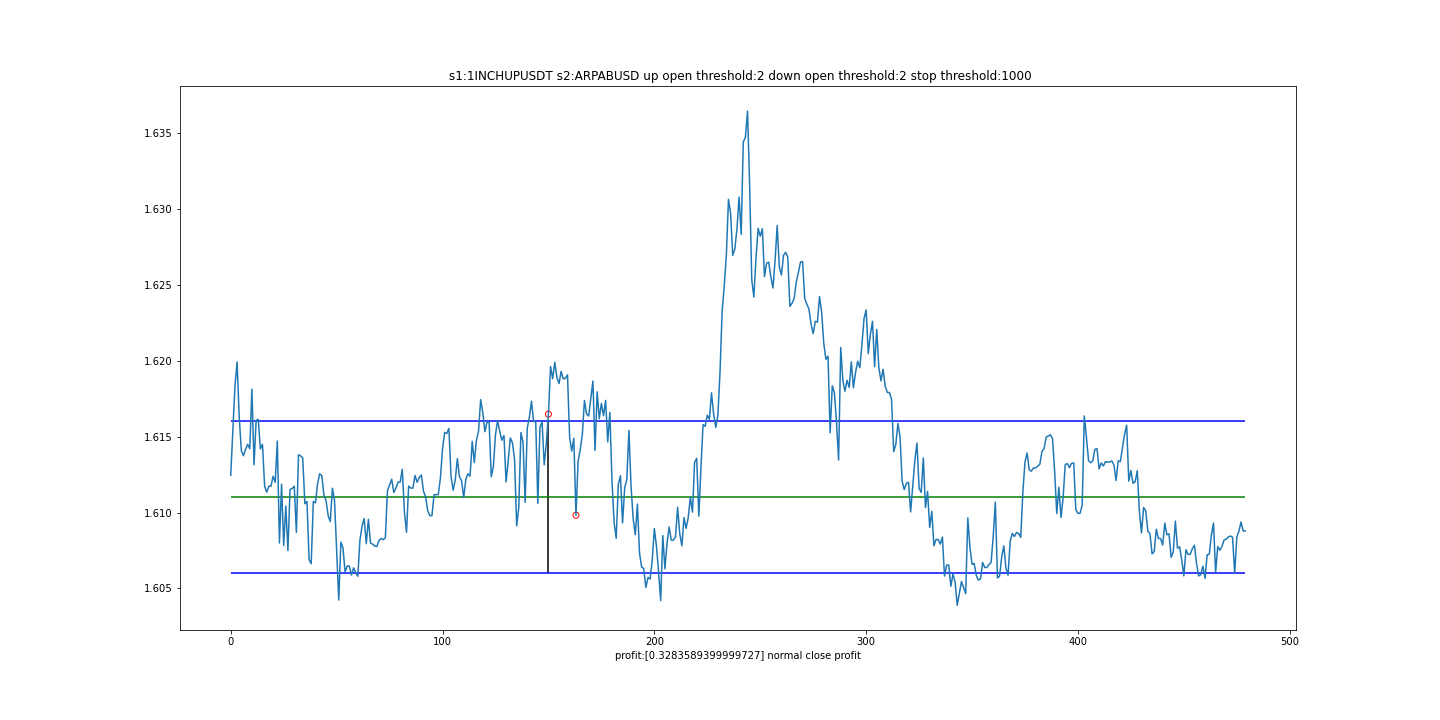 s1:1INCHUPUSDT s2:ARPABUSD up open threshold:2 down open threshold:2 stop threshold:1000
1.635
1.630
1.625
1.620
1.615
1.610
1.605
0 100 200 300 400 500
profit:[0.3283589399999727] normal close profit